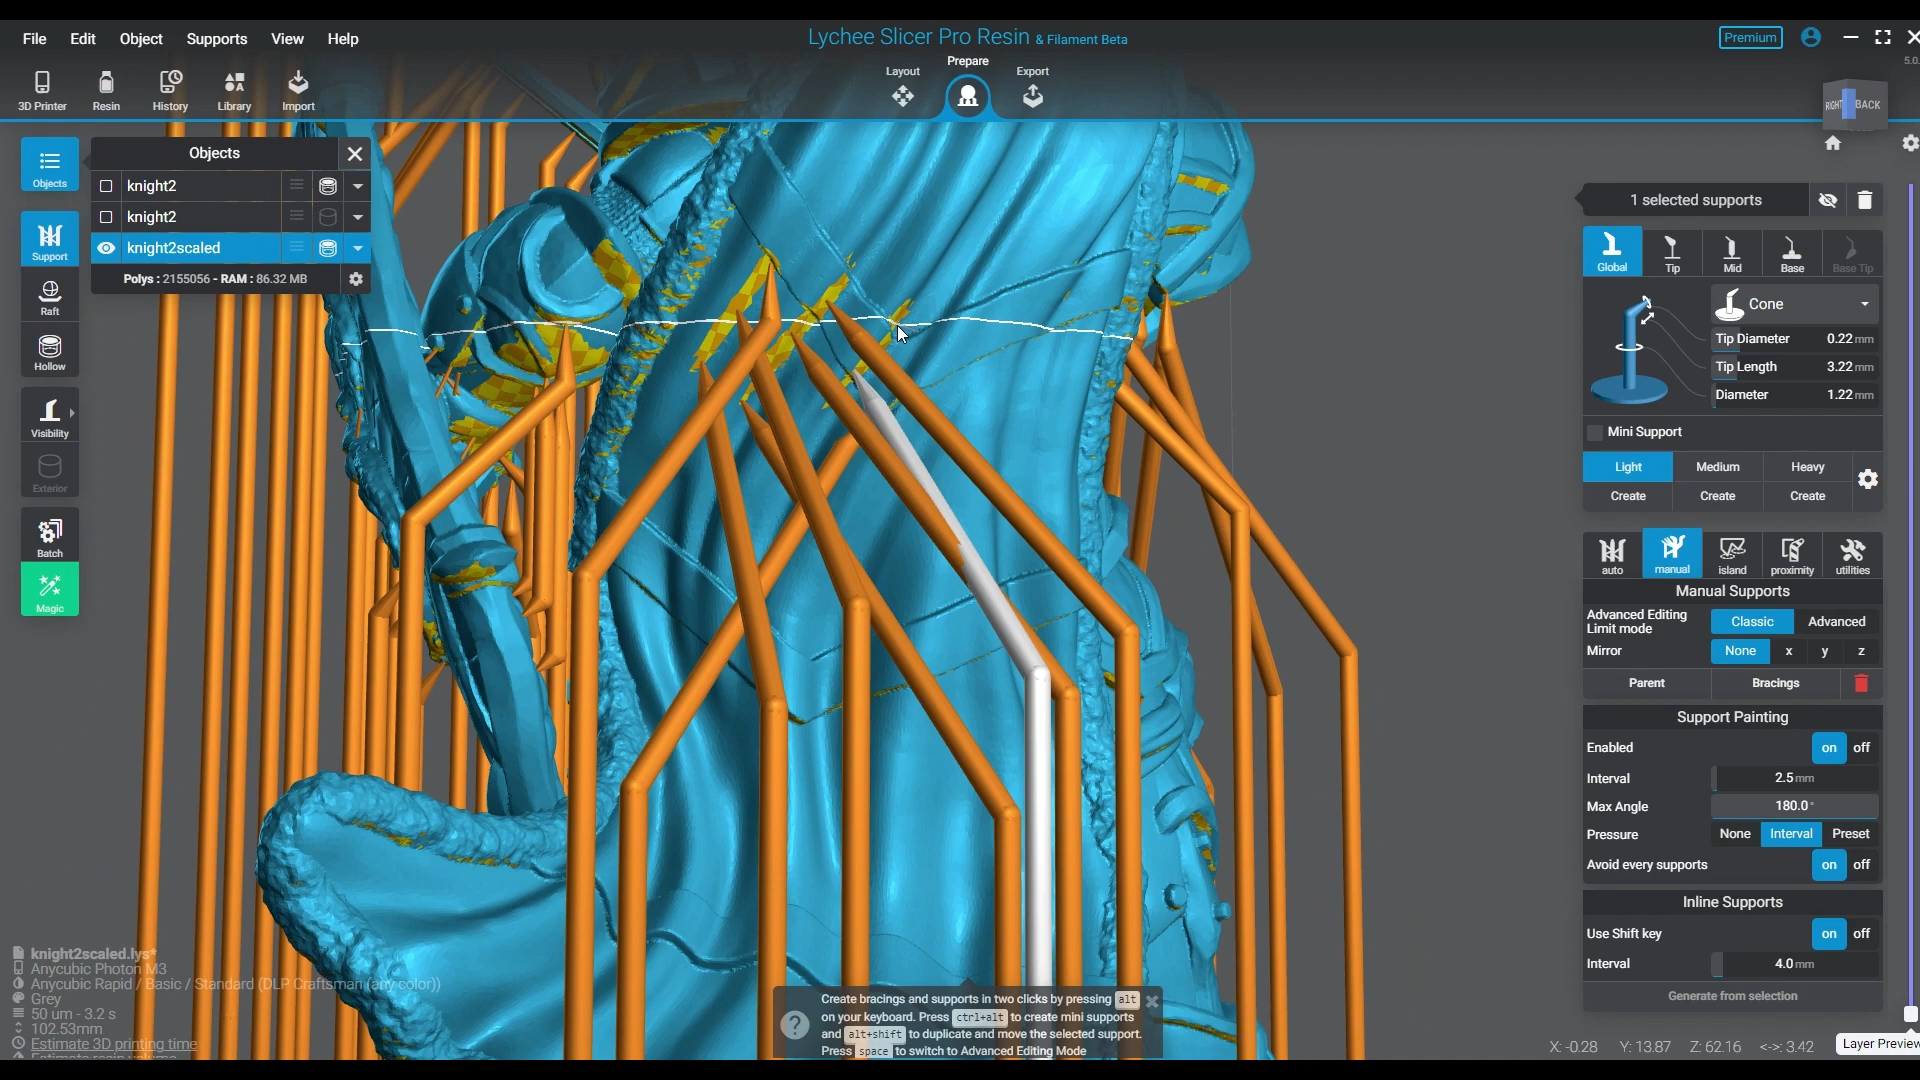 File Edit Object Supports View Help
Lychee Slicer Pro Resin & Filament Beta
Premium
5.0.
3D Printer Resin History Library Import
Layout Prepare Export
RIGHT BACK
Objects
Objects
knight2
knight2
knight2scaled
Polys : 2155056 - RAM : 86.32 MB
Support
Raft
Hollow
Visibility
Exterior
Batch
Magic
1 selected supports
Global Tip Mid Base Base Tip
Cone
Tip Diameter 0.22 mm
Tip Length 3.22 mm
Diameter 1.22 mm
Mini Support
Light Medium Heavy
Create Create Create
auto manual island proximity utilities
Manual Supports
Advanced Editing
Limit mode
Classic Advanced
Mirror None x y z
Parent Bracings
Support Painting
Enabled on off
Interval 2.5 mm
Max Angle 180.0 °
Pressure None Interval Preset
Avoid every supports on off
Inline Supports
Use Shift key on off
Interval 4.0 mm
Generate from selection
knight2scaled.lys*
Anycubic Photon M3
Anycubic Rapid / Basic / Standard (DLP Craftsman (any color))
Grey
50 um - 3.2 s
102.53mm
Estimate 3D printing time
Estimate resin volume
Create bracings and supports in two clicks by pressing alt
on your keyboard. Press ctrl+alt to create mini supports
and alt+shift to duplicate and move the selected support.
Press space to switch to Advanced Editing Mode
X: -0.28 Y: 13.87 Z: 62.16 <->: 3.42
Layer Preview